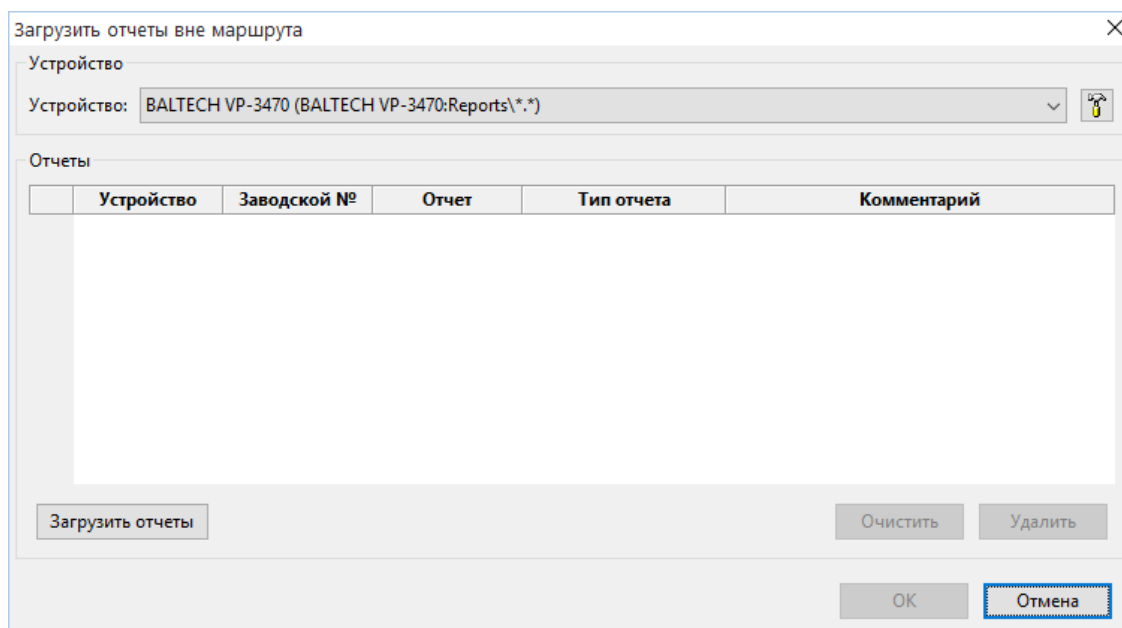 Загрузить отчеты вне маршрута
Устройство
Устройство: BALTECH VP-3470 (BALTECH VP-3470:Reports\*.*)
Отчеты
Устройство Заводской № Отчет Тип отчета Комментарий
Загрузить отчеты Очистить Удалить
OK Отмена